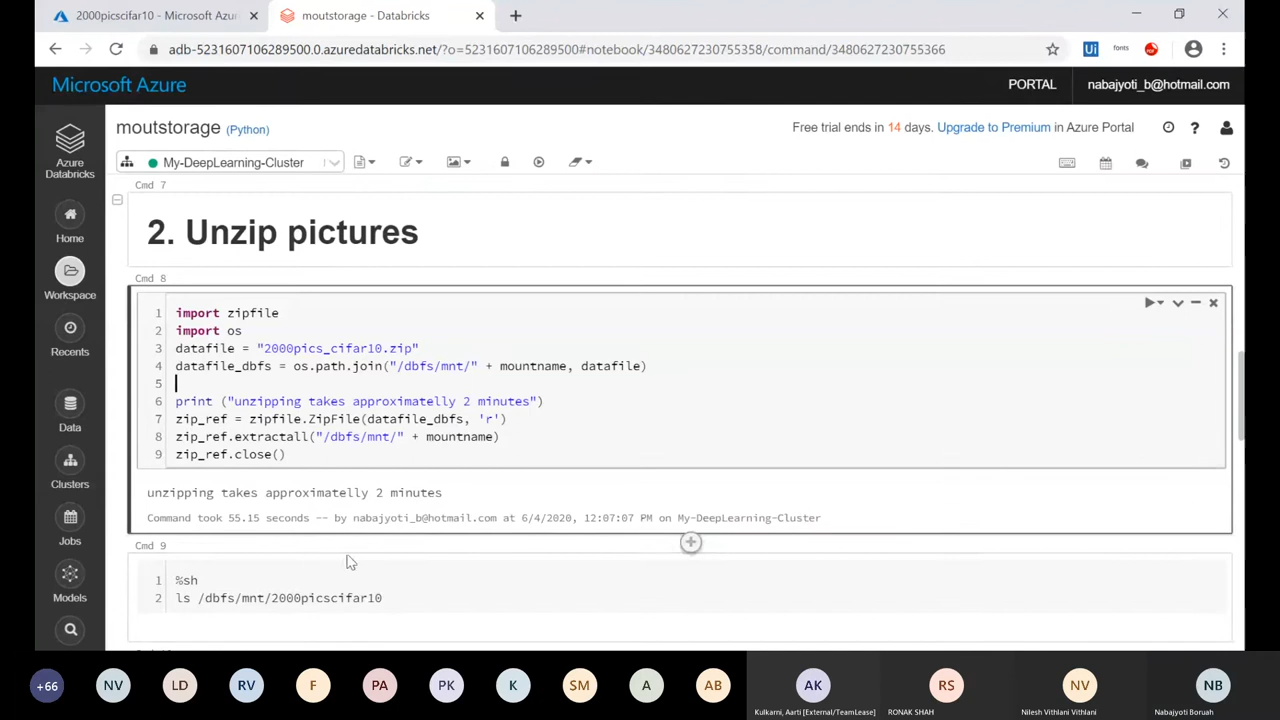 2000picscifar10 - Microsoft Azure
moutstorage - Databricks
adb-5231607106289500.0.azuredatabricks.net/?o=5231607106289500#notebook/3480627230755358/command/3480627230755366
Ui
fonts
Microsoft Azure
PORTAL
nabajyoti_b@hotmail.com
moutstorage (Python)
Free trial ends in 14 days. Upgrade to Premium in Azure Portal
My-DeepLearning-Cluster
Azure
Databricks
Home
Workspace
Recents
Data
Clusters
Jobs
Models
Cmd 7
2. Unzip pictures
Cmd 8
1 import zipfile
2 import os
3 datafile = "2000pics_cifar10.zip"
4 datafile_dbfs = os.path.join("/dbfs/mnt/" + mountname, datafile)
5
6 print ("unzipping takes approximatelly 2 minutes")
7 zip_ref = zipfile.ZipFile(datafile_dbfs, 'r')
8 zip_ref.extractall("/dbfs/mnt/" + mountname)
9 zip_ref.close()
unzipping takes approximatelly 2 minutes
Command took 55.15 seconds -- by nabajyoti_b@hotmail.com at 6/4/2020, 12:07:07 PM on My-DeepLearning-Cluster
Cmd 9
1 %sh
2 ls /dbfs/mnt/2000picscifar10
+66 NV LD RV F PA PK K SM A AB AK RS NV NB
Kulkarni, Aarti [External/TeamLease]
RONAK SHAH
Nilesh Vithlani Vithlani
Nabajyoti Boruah